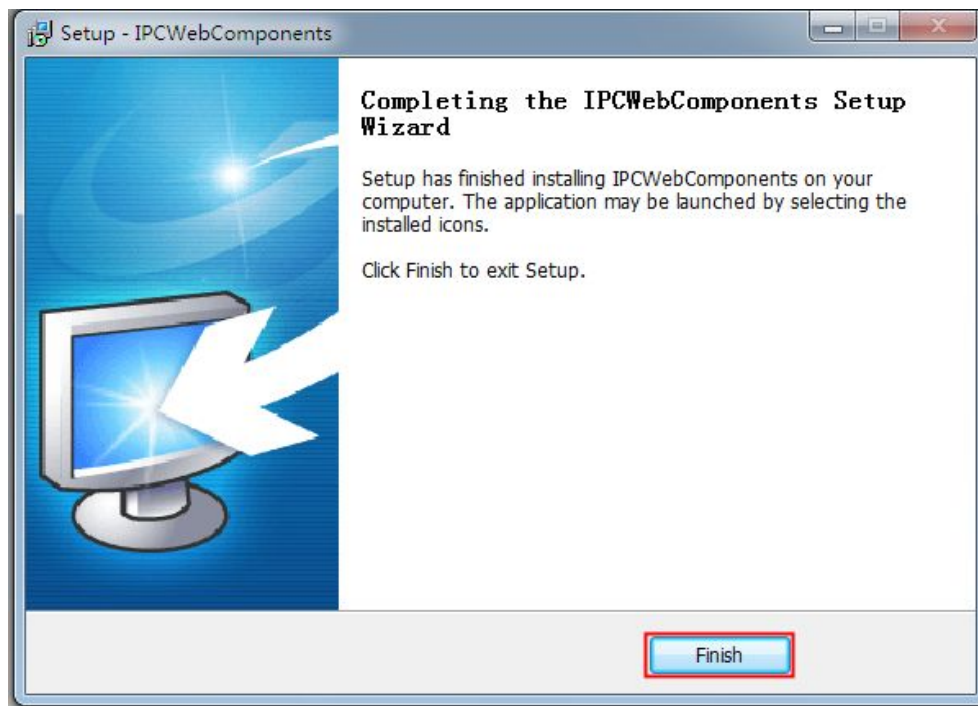 Setup - IPCWebComponents
Completing the IPCWebComponents Setup
Wizard
Setup has finished installing IPCWebComponents on your
computer. The application may be launched by selecting the
installed icons.
Click Finish to exit Setup.
Finish